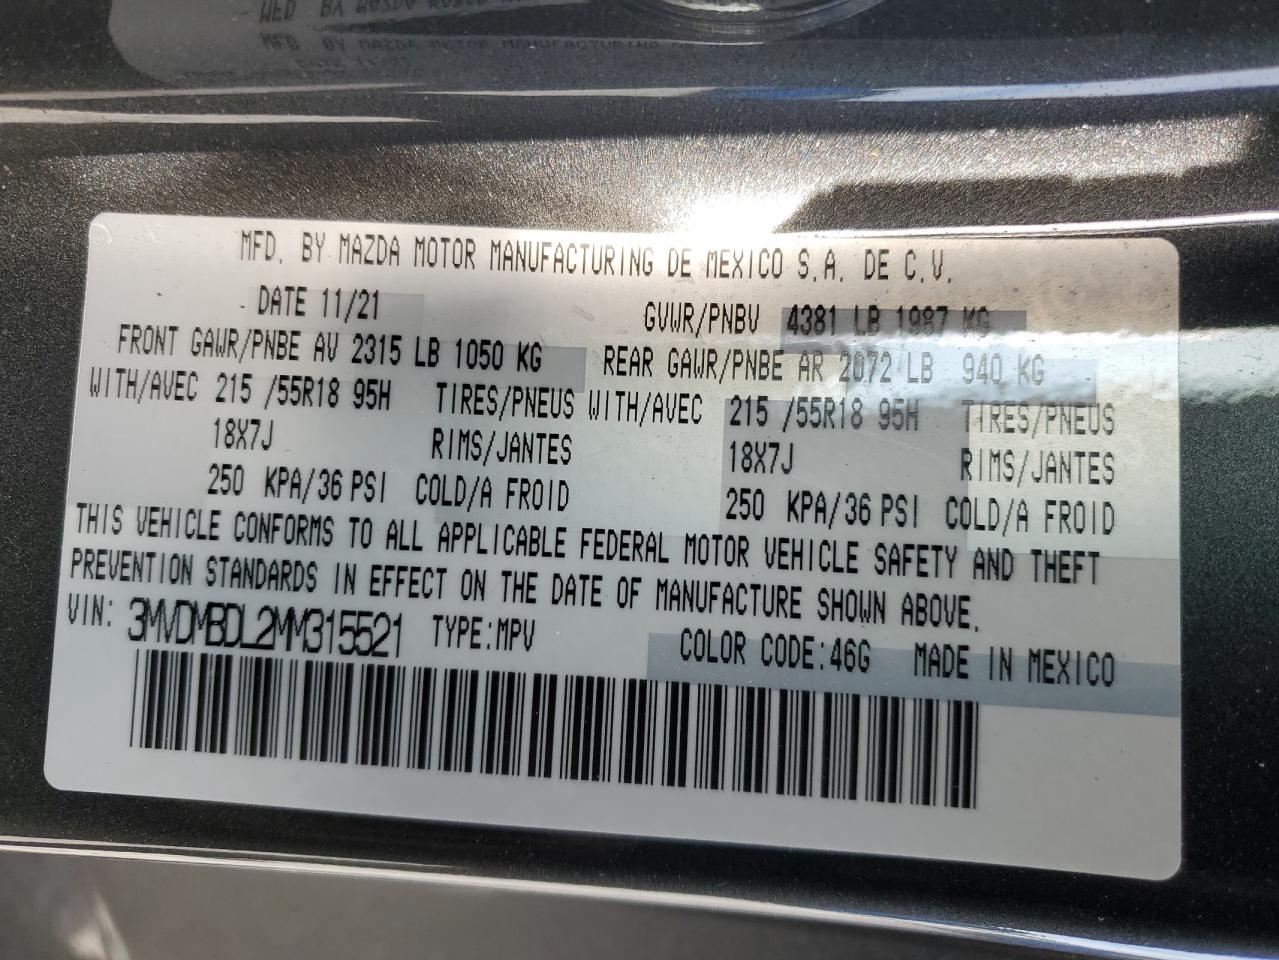 MFD. BY MAZDA MOTOR MANUFACTURING DE MEXICO S.A. DE C.V.
DATE 11/21 GVWR/PNBV 4381 LB 1987 KG
FRONT GAWR/PNBE AV 2315 LB 1050 KG REAR GAWR/PNBE AR 2072 LB 940 KG
WITH/AVEC 215 /55R18 95H TIRES/PNEUS WITH/AVEC 215 /55R18 95H TIRES/PNEUS
18X7J RIMS/JANTES 18X7J RIMS/JANTES
250 KPA/36 PSI COLD/A FROID 250 KPA/36 PSI COLD/A FROID
THIS VEHICLE CONFORMS TO ALL APPLICABLE FEDERAL MOTOR VEHICLE SAFETY AND THEFT
PREVENTION STANDARDS IN EFFECT ON THE DATE OF MANUFACTURE SHOWN ABOVE.
VIN: 3MVDMBDL2MM315521 TYPE:MPV COLOR CODE:46G MADE IN MEXICO